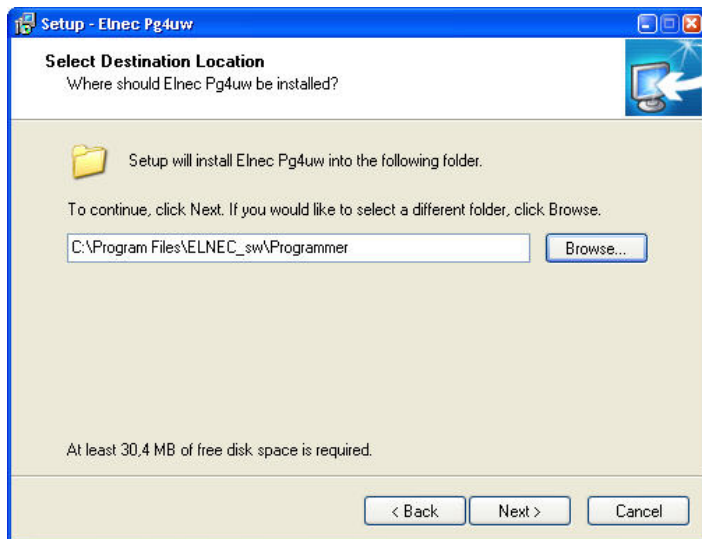 Setup - Elnec Pg4uw
Select Destination Location
Where should Elnec Pg4uw be installed?
Setup will install Elnec Pg4uw into the following folder.
To continue, click Next. If you would like to select a different folder, click Browse.
C:\Program Files\ELNEC_sw\Programmer
Browse...
At least 30,4 MB of free disk space is required.
< Back
Next >
Cancel